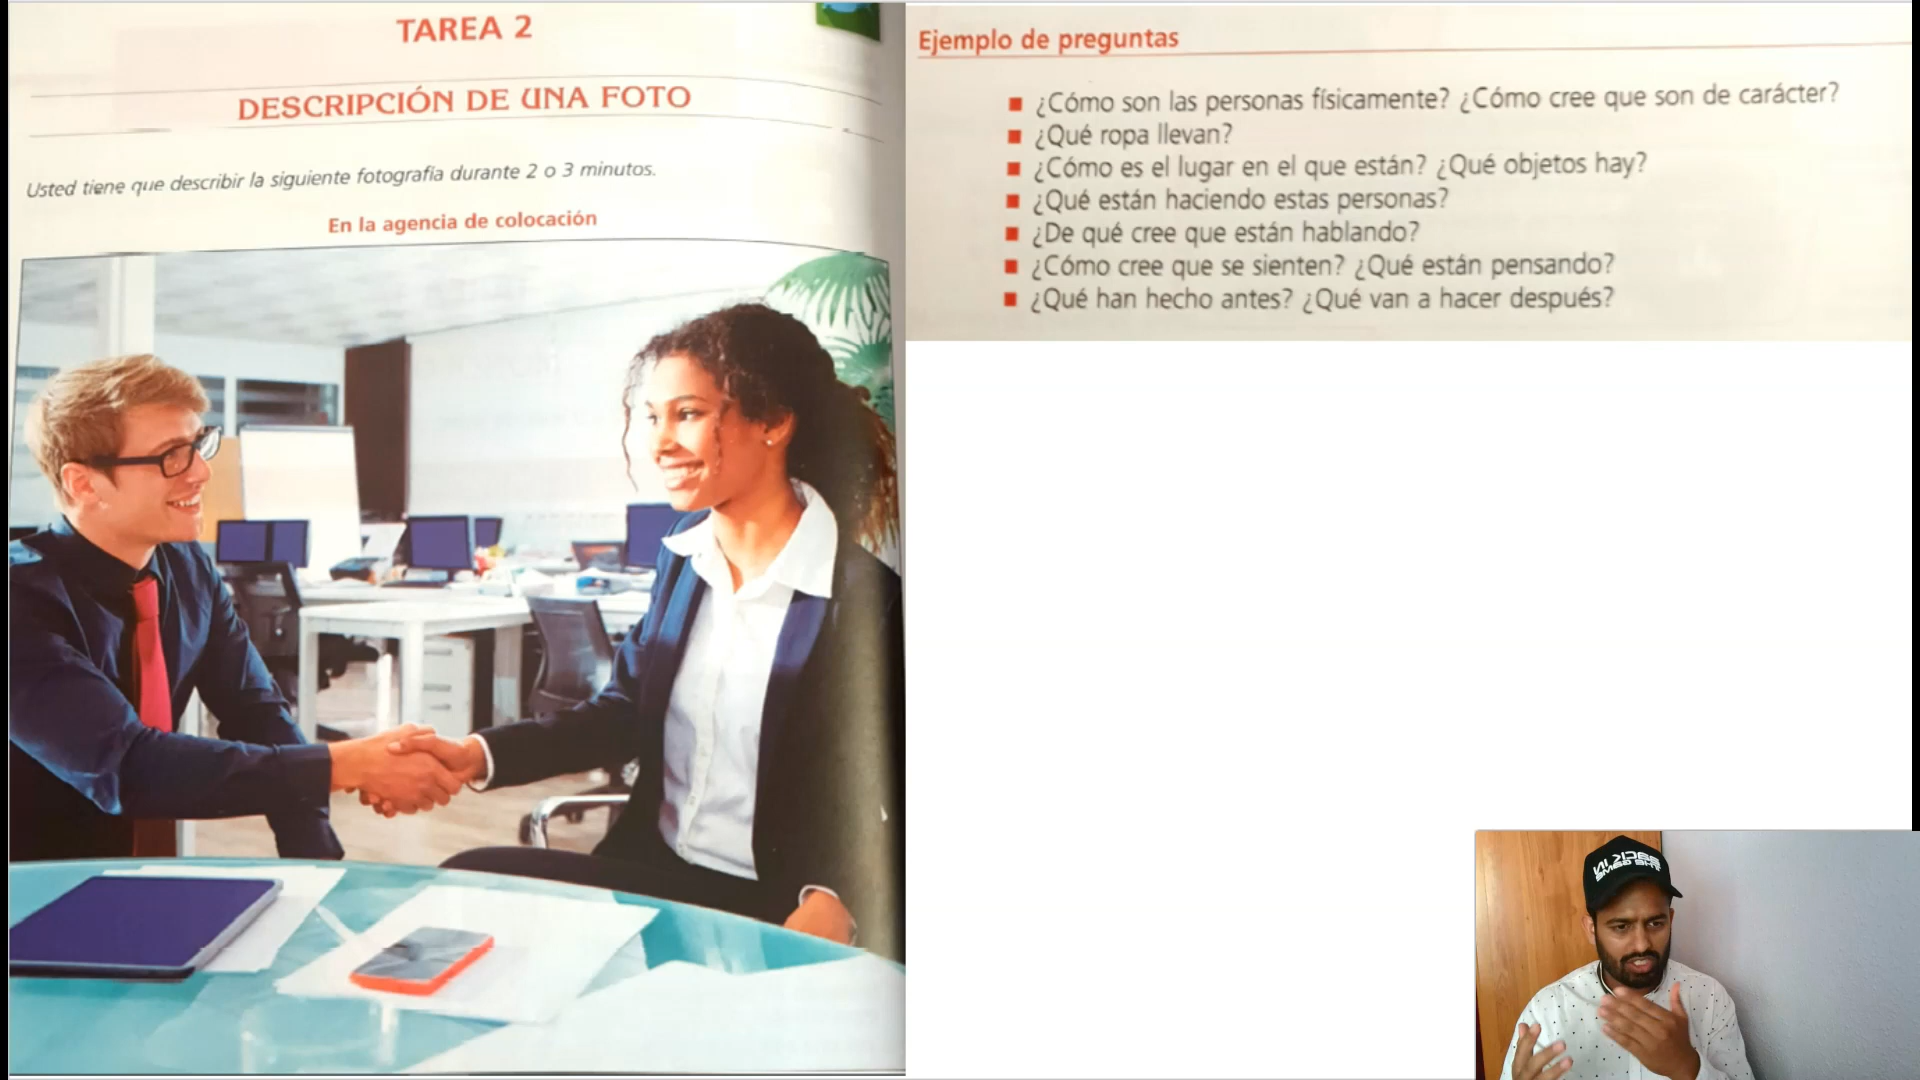 TAREA 2
DESCRIPCIÓN DE UNA FOTO
Usted tiene que describir la siguiente fotografía durante 2 o 3 minutos.
En la agencia de colocación
Ejemplo de preguntas
¿Cómo son las personas físicamente? ¿Cómo cree que son de carácter?
¿Qué ropa llevan?
¿Cómo es el lugar en el que están? ¿Qué objetos hay?
¿Qué están haciendo estas personas?
¿De qué cree que están hablando?
¿Cómo cree que se sienten? ¿Qué están pensando?
¿Qué han hecho antes? ¿Qué van a hacer después?